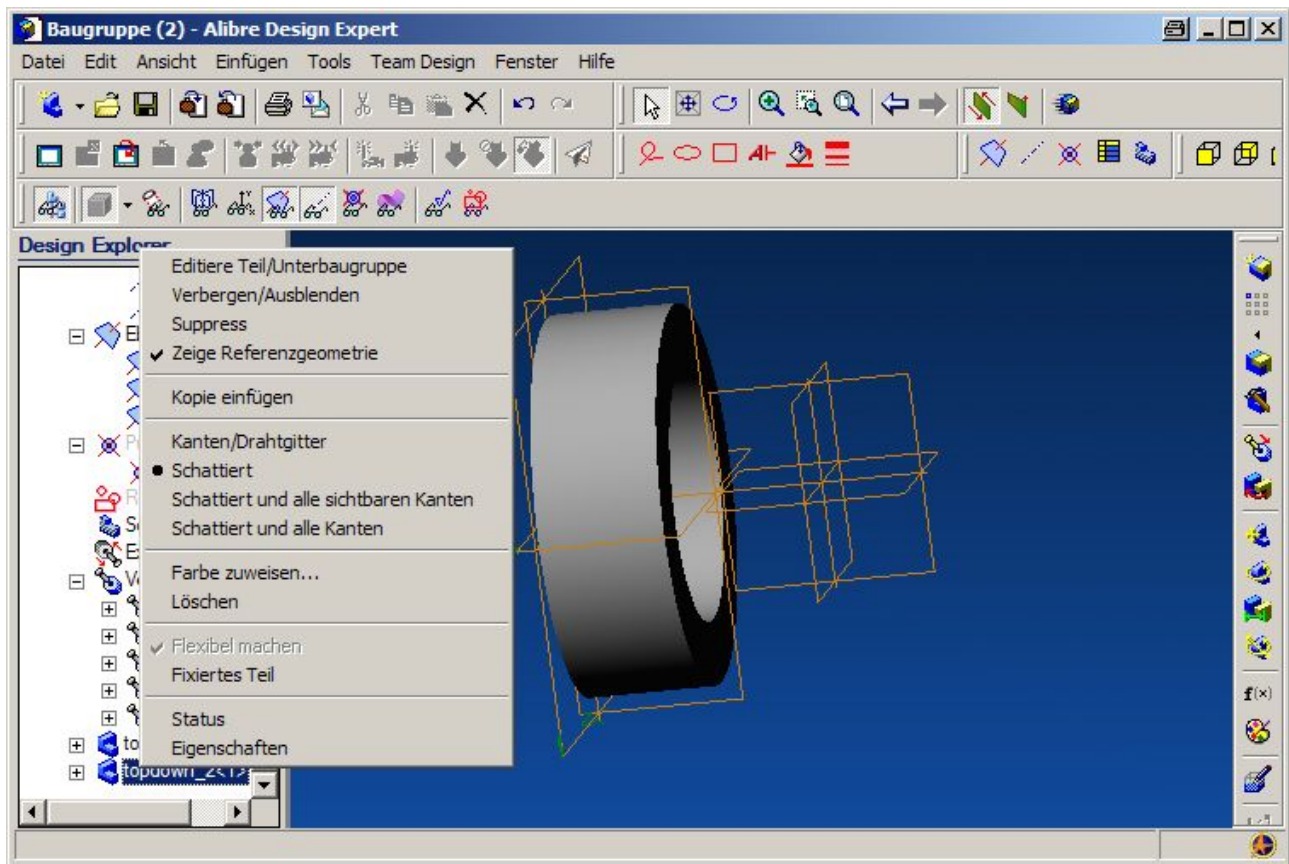 Baugruppe (2) - Alibre Design Expert
Datei Edit Ansicht Einfügen Tools Team Design Fenster Hilfe
Design Explorer
Editiere Teil/Unterbaugruppe
Verbergen/Ausblenden
Suppress
Zeige Referenzgeometrie
Kopie einfügen
Kanten/Drahtgitter
Schattiert
Schattiert und alle sichtbaren Kanten
Schattiert und alle Kanten
Farbe zuweisen...
Löschen
Flexibel machen
Fixiertes Teil
f(x)
Status
Eigenschaften
topdown_2<1>